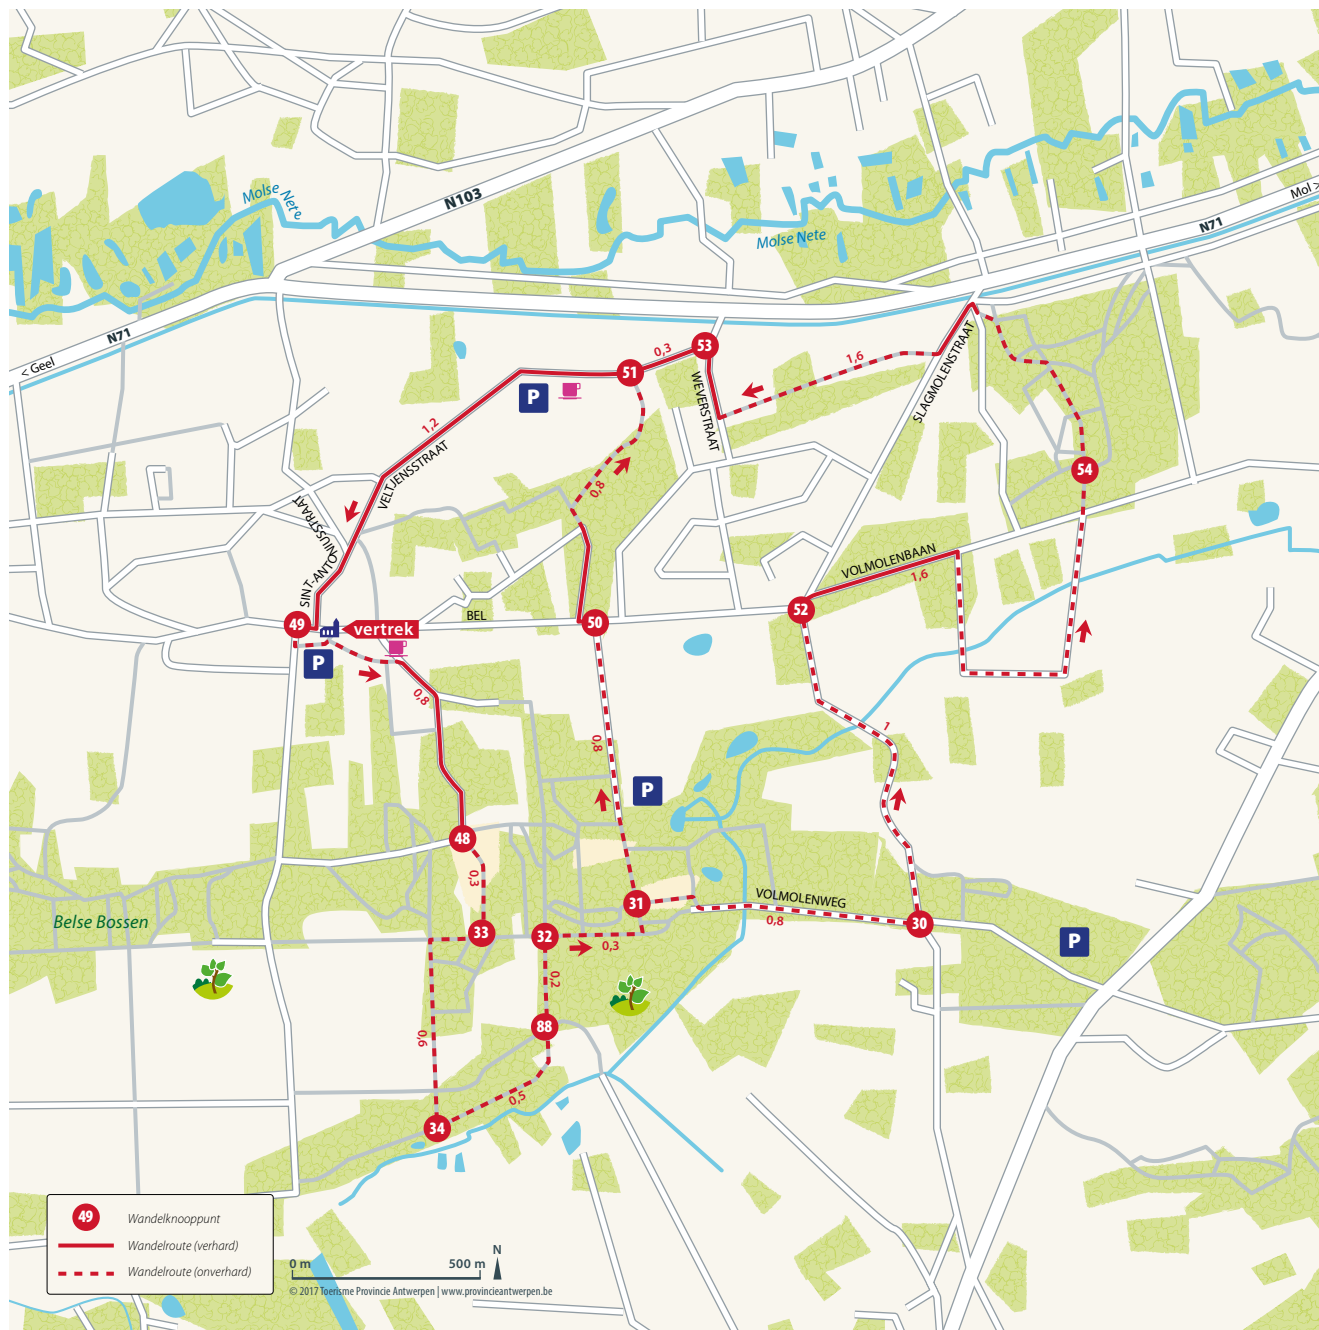 Molse
Nete
N103
Molse Nete
N71
Mol >
N71
< Geel
53
0,3
51
1,6
SLAGMOLENSTRAAT
WEVERSTRAAT
P
1,2
VELTJENSSTRAAT
54
0,8
SINT-ANTO
NIUSSTRAAT
VOLMOLENBAAN
1,6
52
BEL
50
49
vertrek
P
0,8
1
0,8
P
48
0,3
VOLMOLENWEG
31
0,8
30
Belse Bossen
33
32
0,3
P
0,2
88
0,6
0,5
34
49
Wandelknooppunt
Wandelroute (verhard)
Wandelroute (onverhard)
N
0 m
500 m
© 2017 Toerisme Provincie Antwerpen | www.provincieantwerpen.be